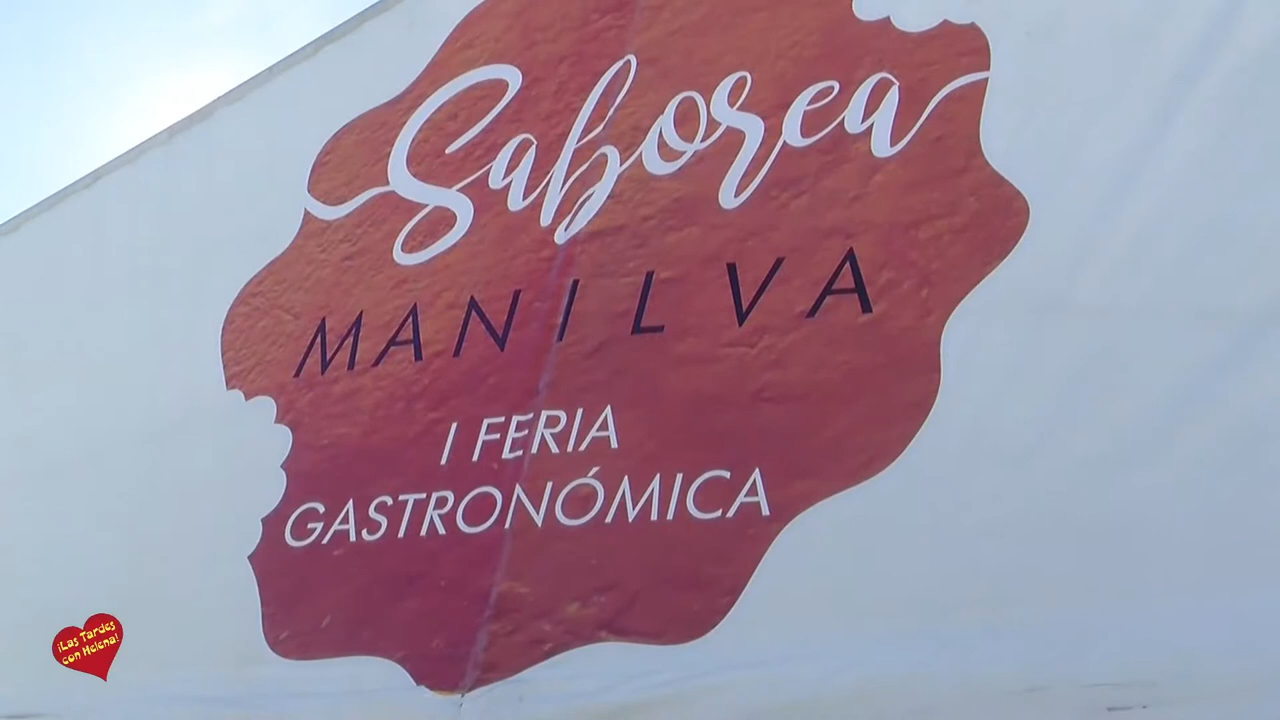 Saborea
MANILVA
I FERIA
GASTRONÓMICA
¡Las Tardes
con Helena!